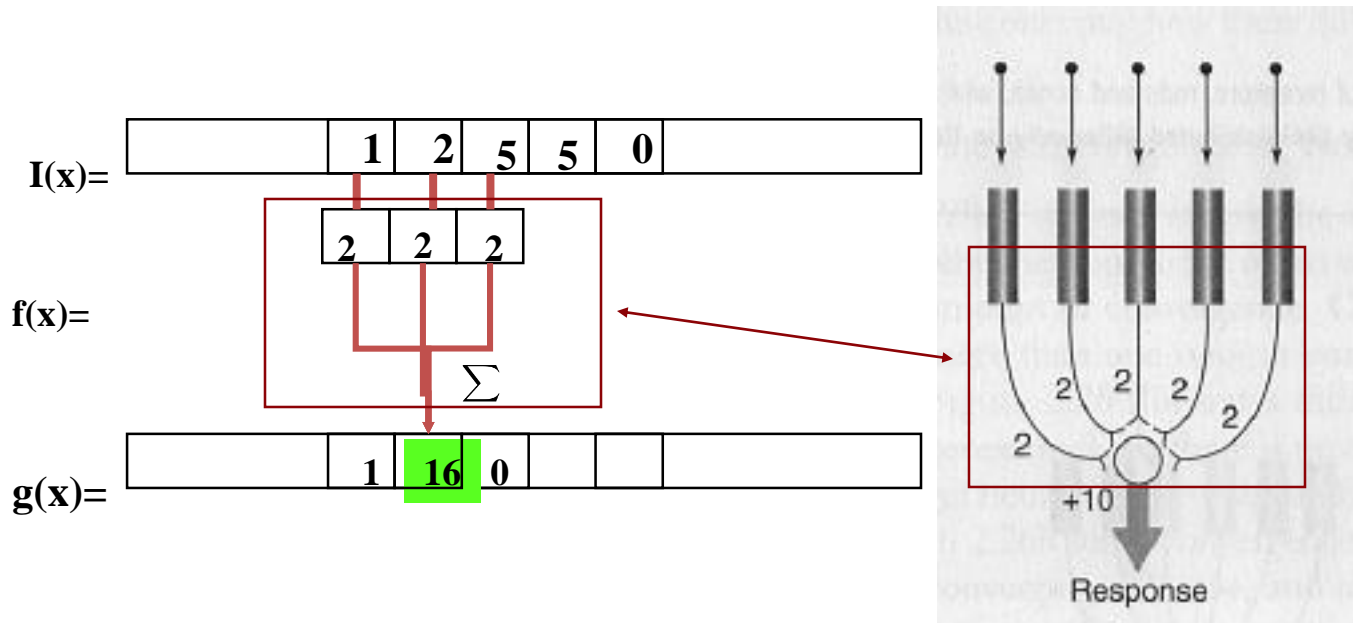 I(x)= 1 2 5 5 0
2 2 2
f(x)=
∑
g(x)= 1 16 0
2 2 2
2 2
+10
Response